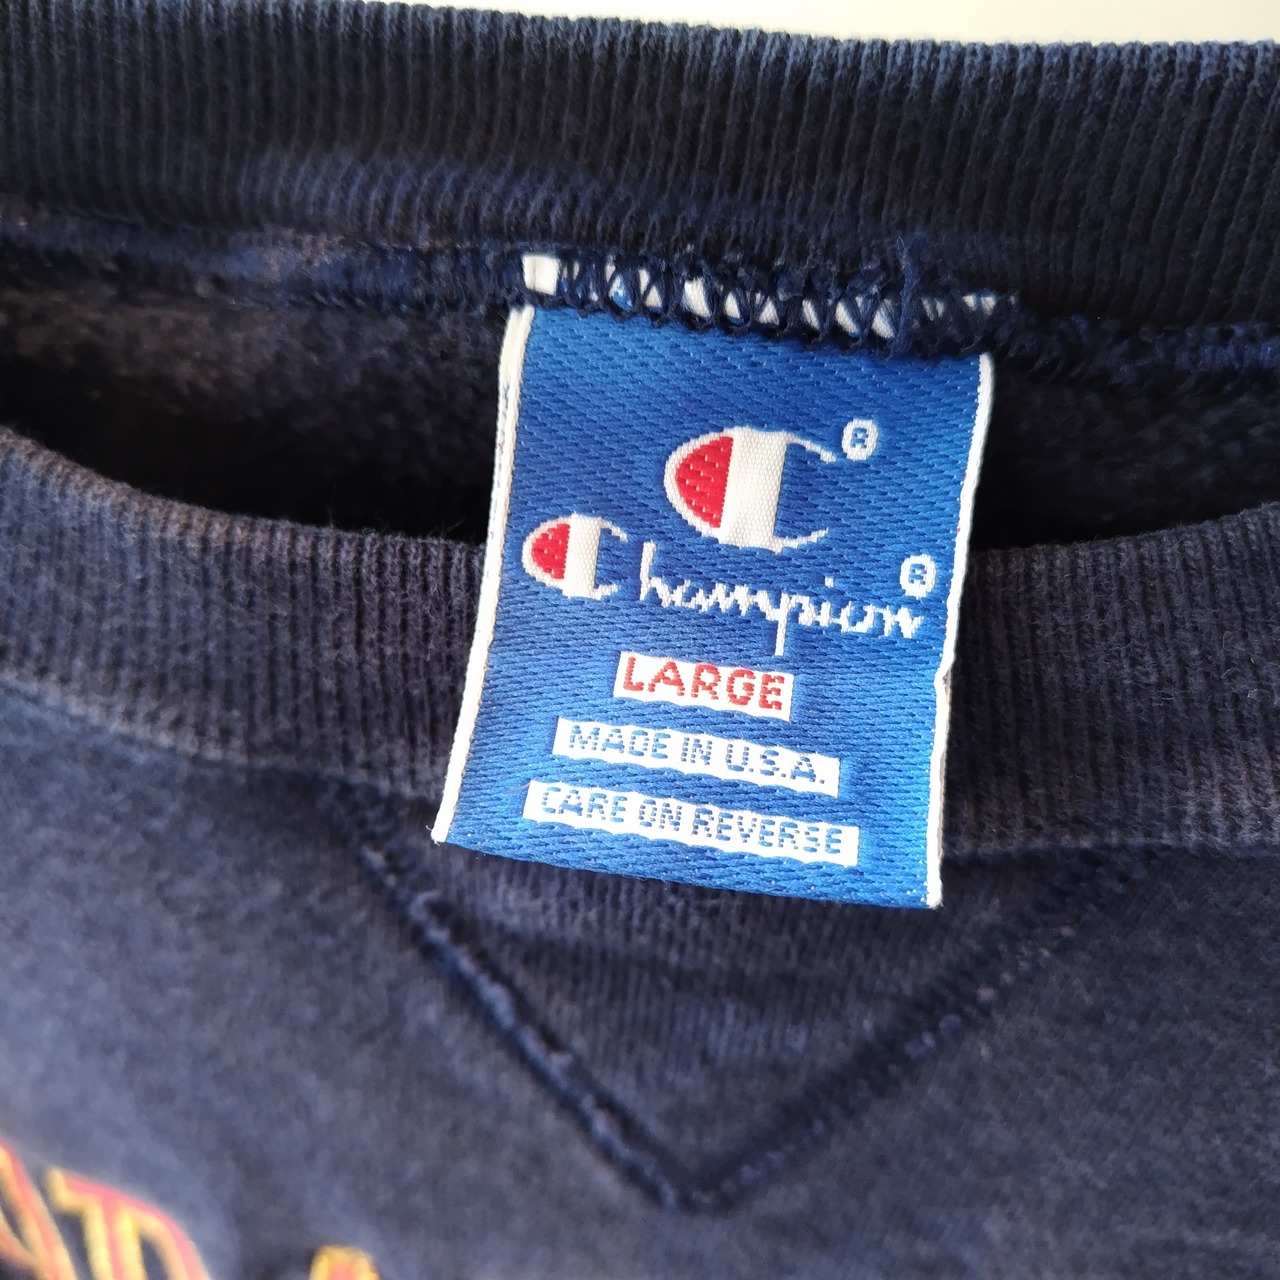 C®
Champion®
LARGE
MADE IN U.S.A.
CARE ON REVERSE